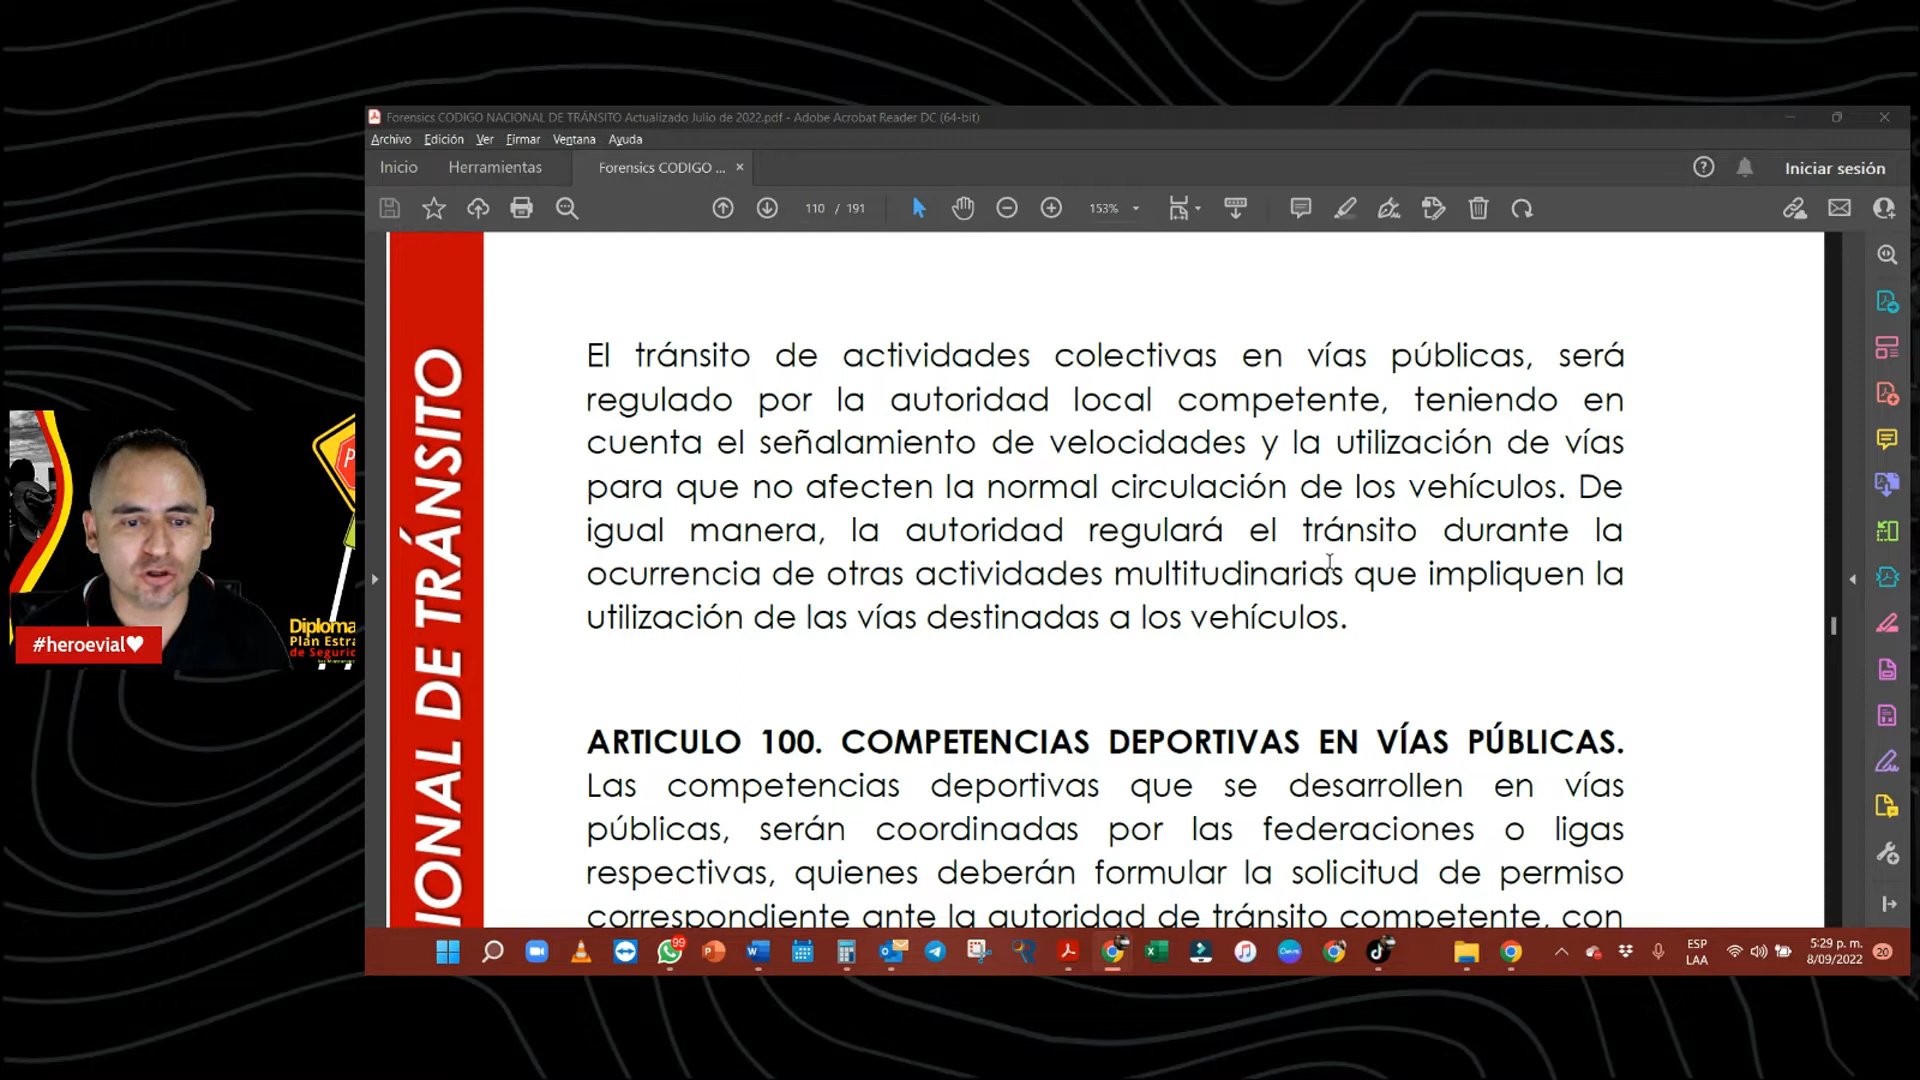 Forensics CODIGO NACIONAL DE TRÁNSITO Actualizado Julio de 2022.pdf - Adobe Acrobat Reader DC (64-bit)
Archivo Edición Ver Firmar Ventana Ayuda
Inicio Herramientas Forensics CODIGO ... × Iniciar sesión
110 / 191 153%
IONAL DE TRÁNSITO
El tránsito de actividades colectivas en vías públicas, será
regulado por la autoridad local competente, teniendo en
cuenta el señalamiento de velocidades y la utilización de vías
para que no afecten la normal circulación de los vehículos. De
igual manera, la autoridad regulará el tránsito durante la
ocurrencia de otras actividades multitudinarias que impliquen la
utilización de las vías destinadas a los vehículos.
ARTICULO 100. COMPETENCIAS DEPORTIVAS EN VÍAS PÚBLICAS.
Las competencias deportivas que se desarrollen en vías
públicas, serán coordinadas por las federaciones o ligas
respectivas, quienes deberán formular la solicitud de permiso
correspondiente ante la autoridad de tránsito competente, con
#heroevial♥
P
Diploma
Plan Estra
de Segurid
99
ESP
LAA
5:29 p. m.
8/09/2022
20